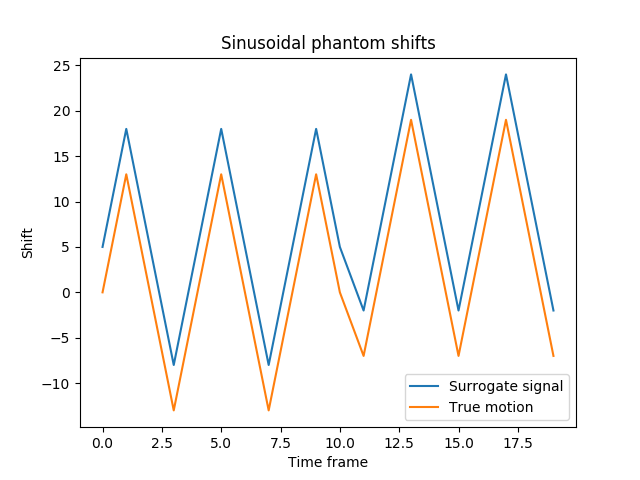 Sinusoidal phantom shifts
25
20
15
10
5
0
−5
−10
Shift
0.0 2.5 5.0 7.5 10.0 12.5 15.0 17.5
Time frame
Surrogate signal
True motion